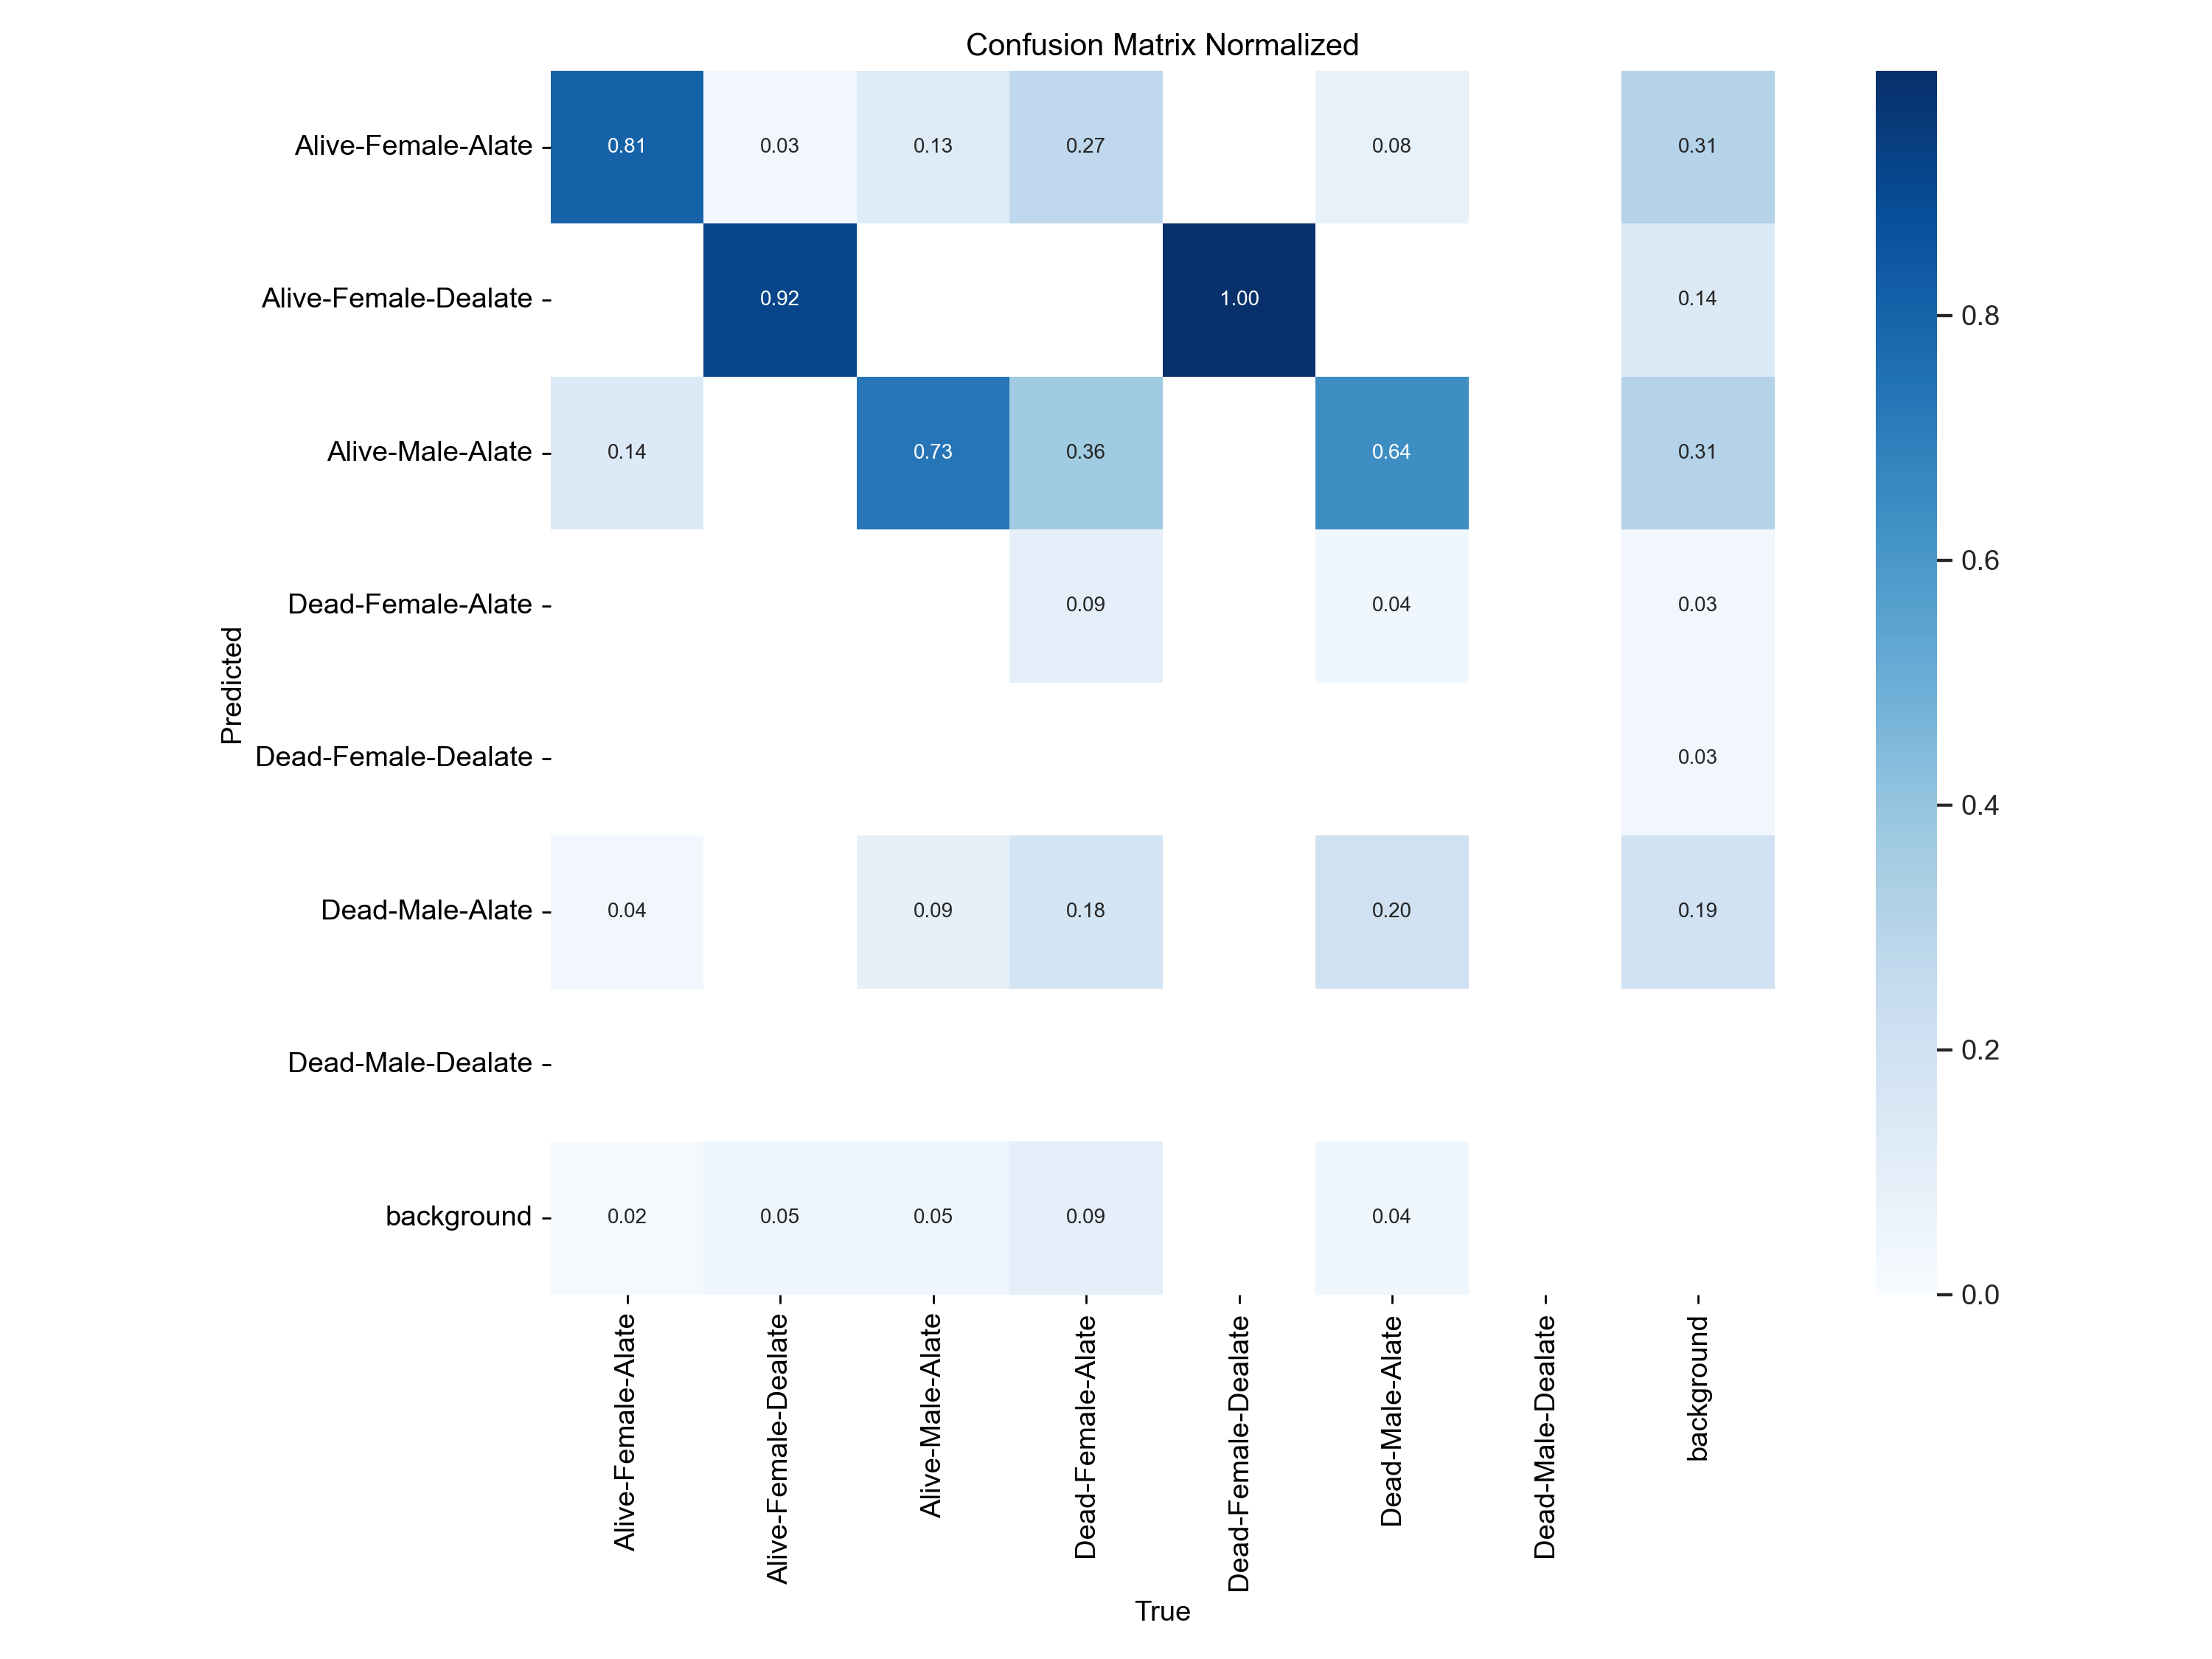 Confusion Matrix Normalized
Alive-Female-Alate 0.81 0.03 0.13 0.27 0.08 0.31
Alive-Female-Dealate 0.92 1.00 0.14
0.8
Alive-Male-Alate 0.14 0.73 0.36 0.64 0.31
0.6
Dead-Female-Alate 0.09 0.04 0.03
Predicted
Dead-Female-Dealate 0.03
0.4
Dead-Male-Alate 0.04 0.09 0.18 0.20 0.19
0.2
Dead-Male-Dealate
background 0.02 0.05 0.05 0.09 0.04
0.0
Alive-Female-Alate
Alive-Female-Dealate
Alive-Male-Alate
Dead-Female-Alate
Dead-Female-Dealate
Dead-Male-Alate
Dead-Male-Dealate
background
True